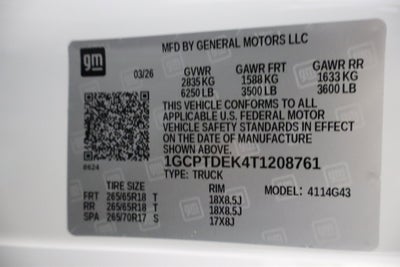 gm
MFD BY GENERAL MOTORS LLC
03/26 GVWR GAWR FRT GAWR RR
2835 KG 1588 KG 1633 KG
6250 LB 3500 LB 3600 LB
THIS VEHICLE CONFORMS TO ALL
APPLICABLE U.S. FEDERAL MOTOR
VEHICLE SAFETY STANDARDS IN EFFECT
ON THE DATE OF MANUFACTURE
SHOWN ABOVE.
1GCPTDEK4T1208761
TYPE: TRUCK
0624
TIRE SIZE RIM MODEL: 4114G43
FRT 265/65R18 T 18X8.5J
RR 265/65R18 T 18X8.5J
SPA 265/70R17 S 17X8J